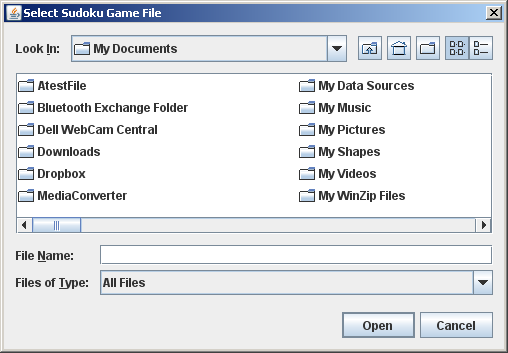 Select Sudoku Game File
Look In: My Documents
AtestFile My Data Sources
Bluetooth Exchange Folder My Music
Dell WebCam Central My Pictures
Downloads My Shapes
Dropbox My Videos
MediaConverter My WinZip Files
File Name:
Files of Type: All Files
Open Cancel